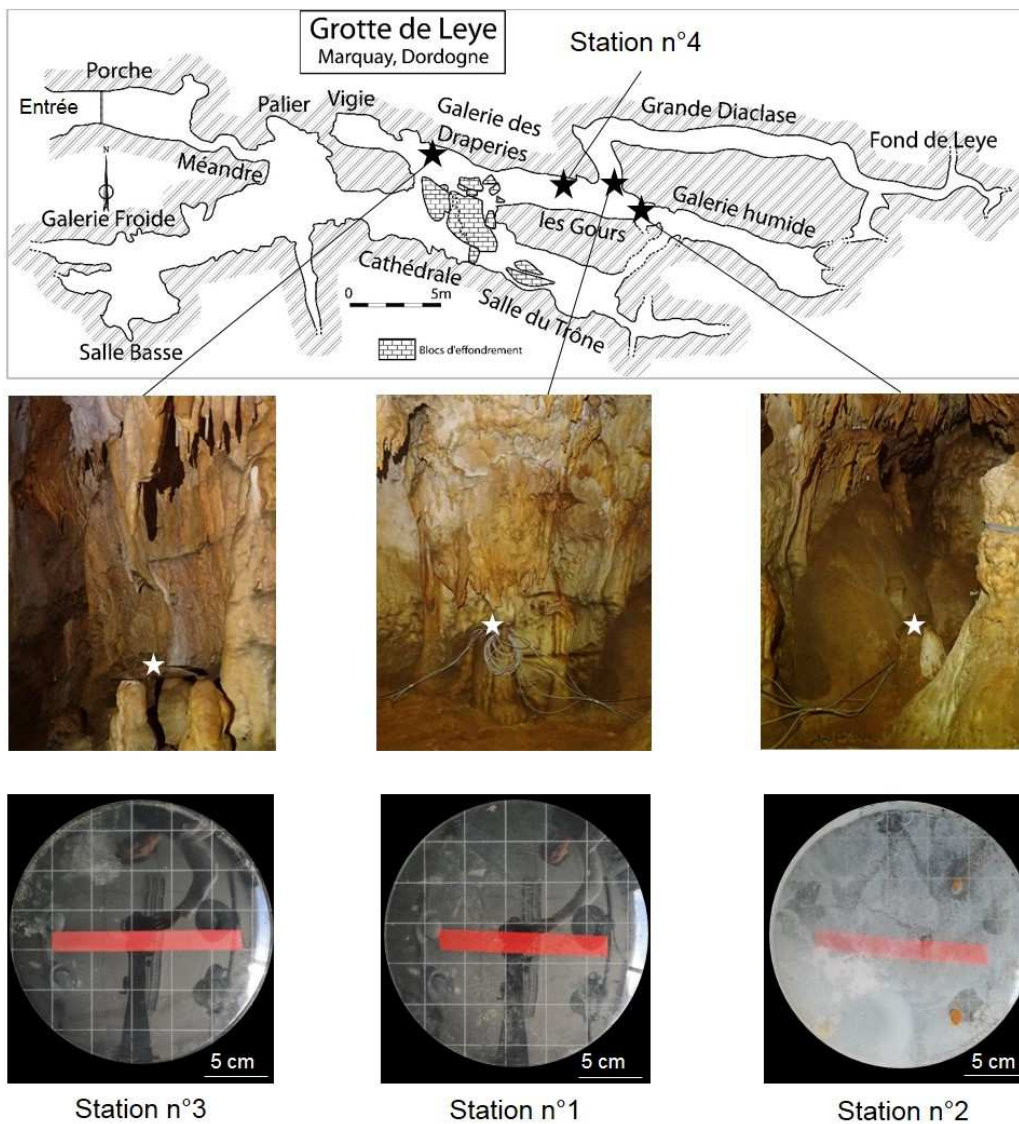 Grotte de Leye
Marquay, Dordogne
Station n°4
Porche
Entrée
Palier
Vigie
Galerie des
Draperies
Grande Diaclase
Fond de Leye
N
Méandre
Galerie Froide
les Gours
Galerie humide
Cathédrale
Salle du Trône
0 5m
Salle Basse
Blocs d'effondrement
5 cm
5 cm
5 cm
Station n°3
Station n°1
Station n°2